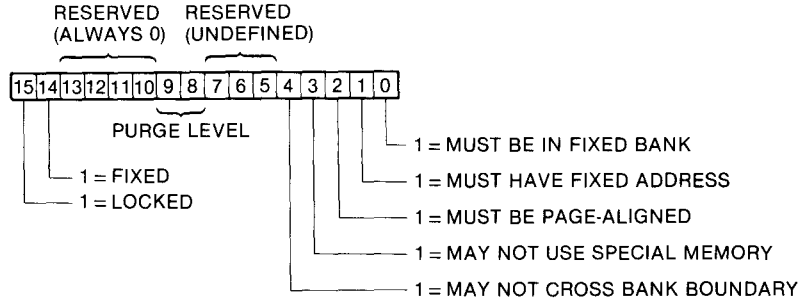 RESERVED RESERVED
(ALWAYS 0) (UNDEFINED)
15 14 13 12 11 10 9 8 7 6 5 4 3 2 1 0
PURGE LEVEL
1 = MUST BE IN FIXED BANK
1 = FIXED
1 = MUST HAVE FIXED ADDRESS
1 = LOCKED
1 = MUST BE PAGE-ALIGNED
1 = MAY NOT USE SPECIAL MEMORY
1 = MAY NOT CROSS BANK BOUNDARY